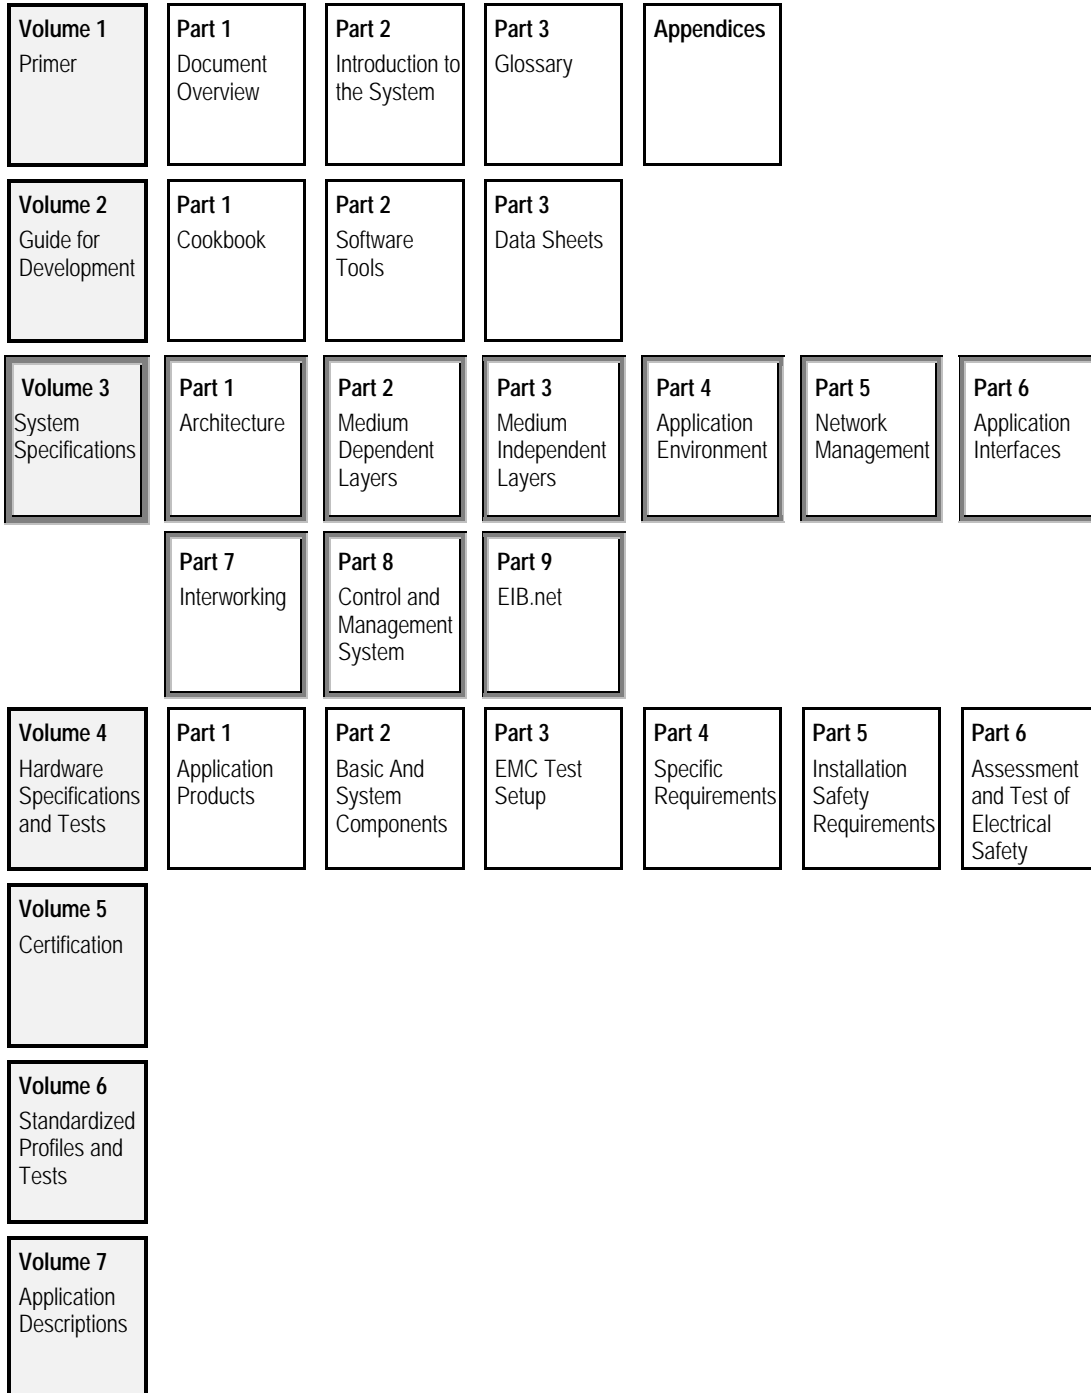 Volume 1
Primer
Part 1
Document
Overview
Part 2
Introduction to
the System
Part 3
Glossary
Appendices
Volume 2
Guide for
Development
Part 1
Cookbook
Part 2
Software
Tools
Part 3
Data Sheets
Volume 3
System
Specifications
Part 1
Architecture
Part 2
Medium
Dependent
Layers
Part 3
Medium
Independent
Layers
Part 4
Application
Environment
Part 5
Network
Management
Part 6
Application
Interfaces
Part 7
Interworking
Part 8
Control and
Management
System
Part 9
EIB.net
Volume 4
Hardware
Specifications
and Tests
Part 1
Application
Products
Part 2
Basic And
System
Components
Part 3
EMC Test
Setup
Part 4
Specific
Requirements
Part 5
Installation
Safety
Requirements
Part 6
Assessment
and Test of
Electrical
Safety
Volume 5
Certification
Volume 6
Standardized
Profiles and
Tests
Volume 7
Application
Descriptions